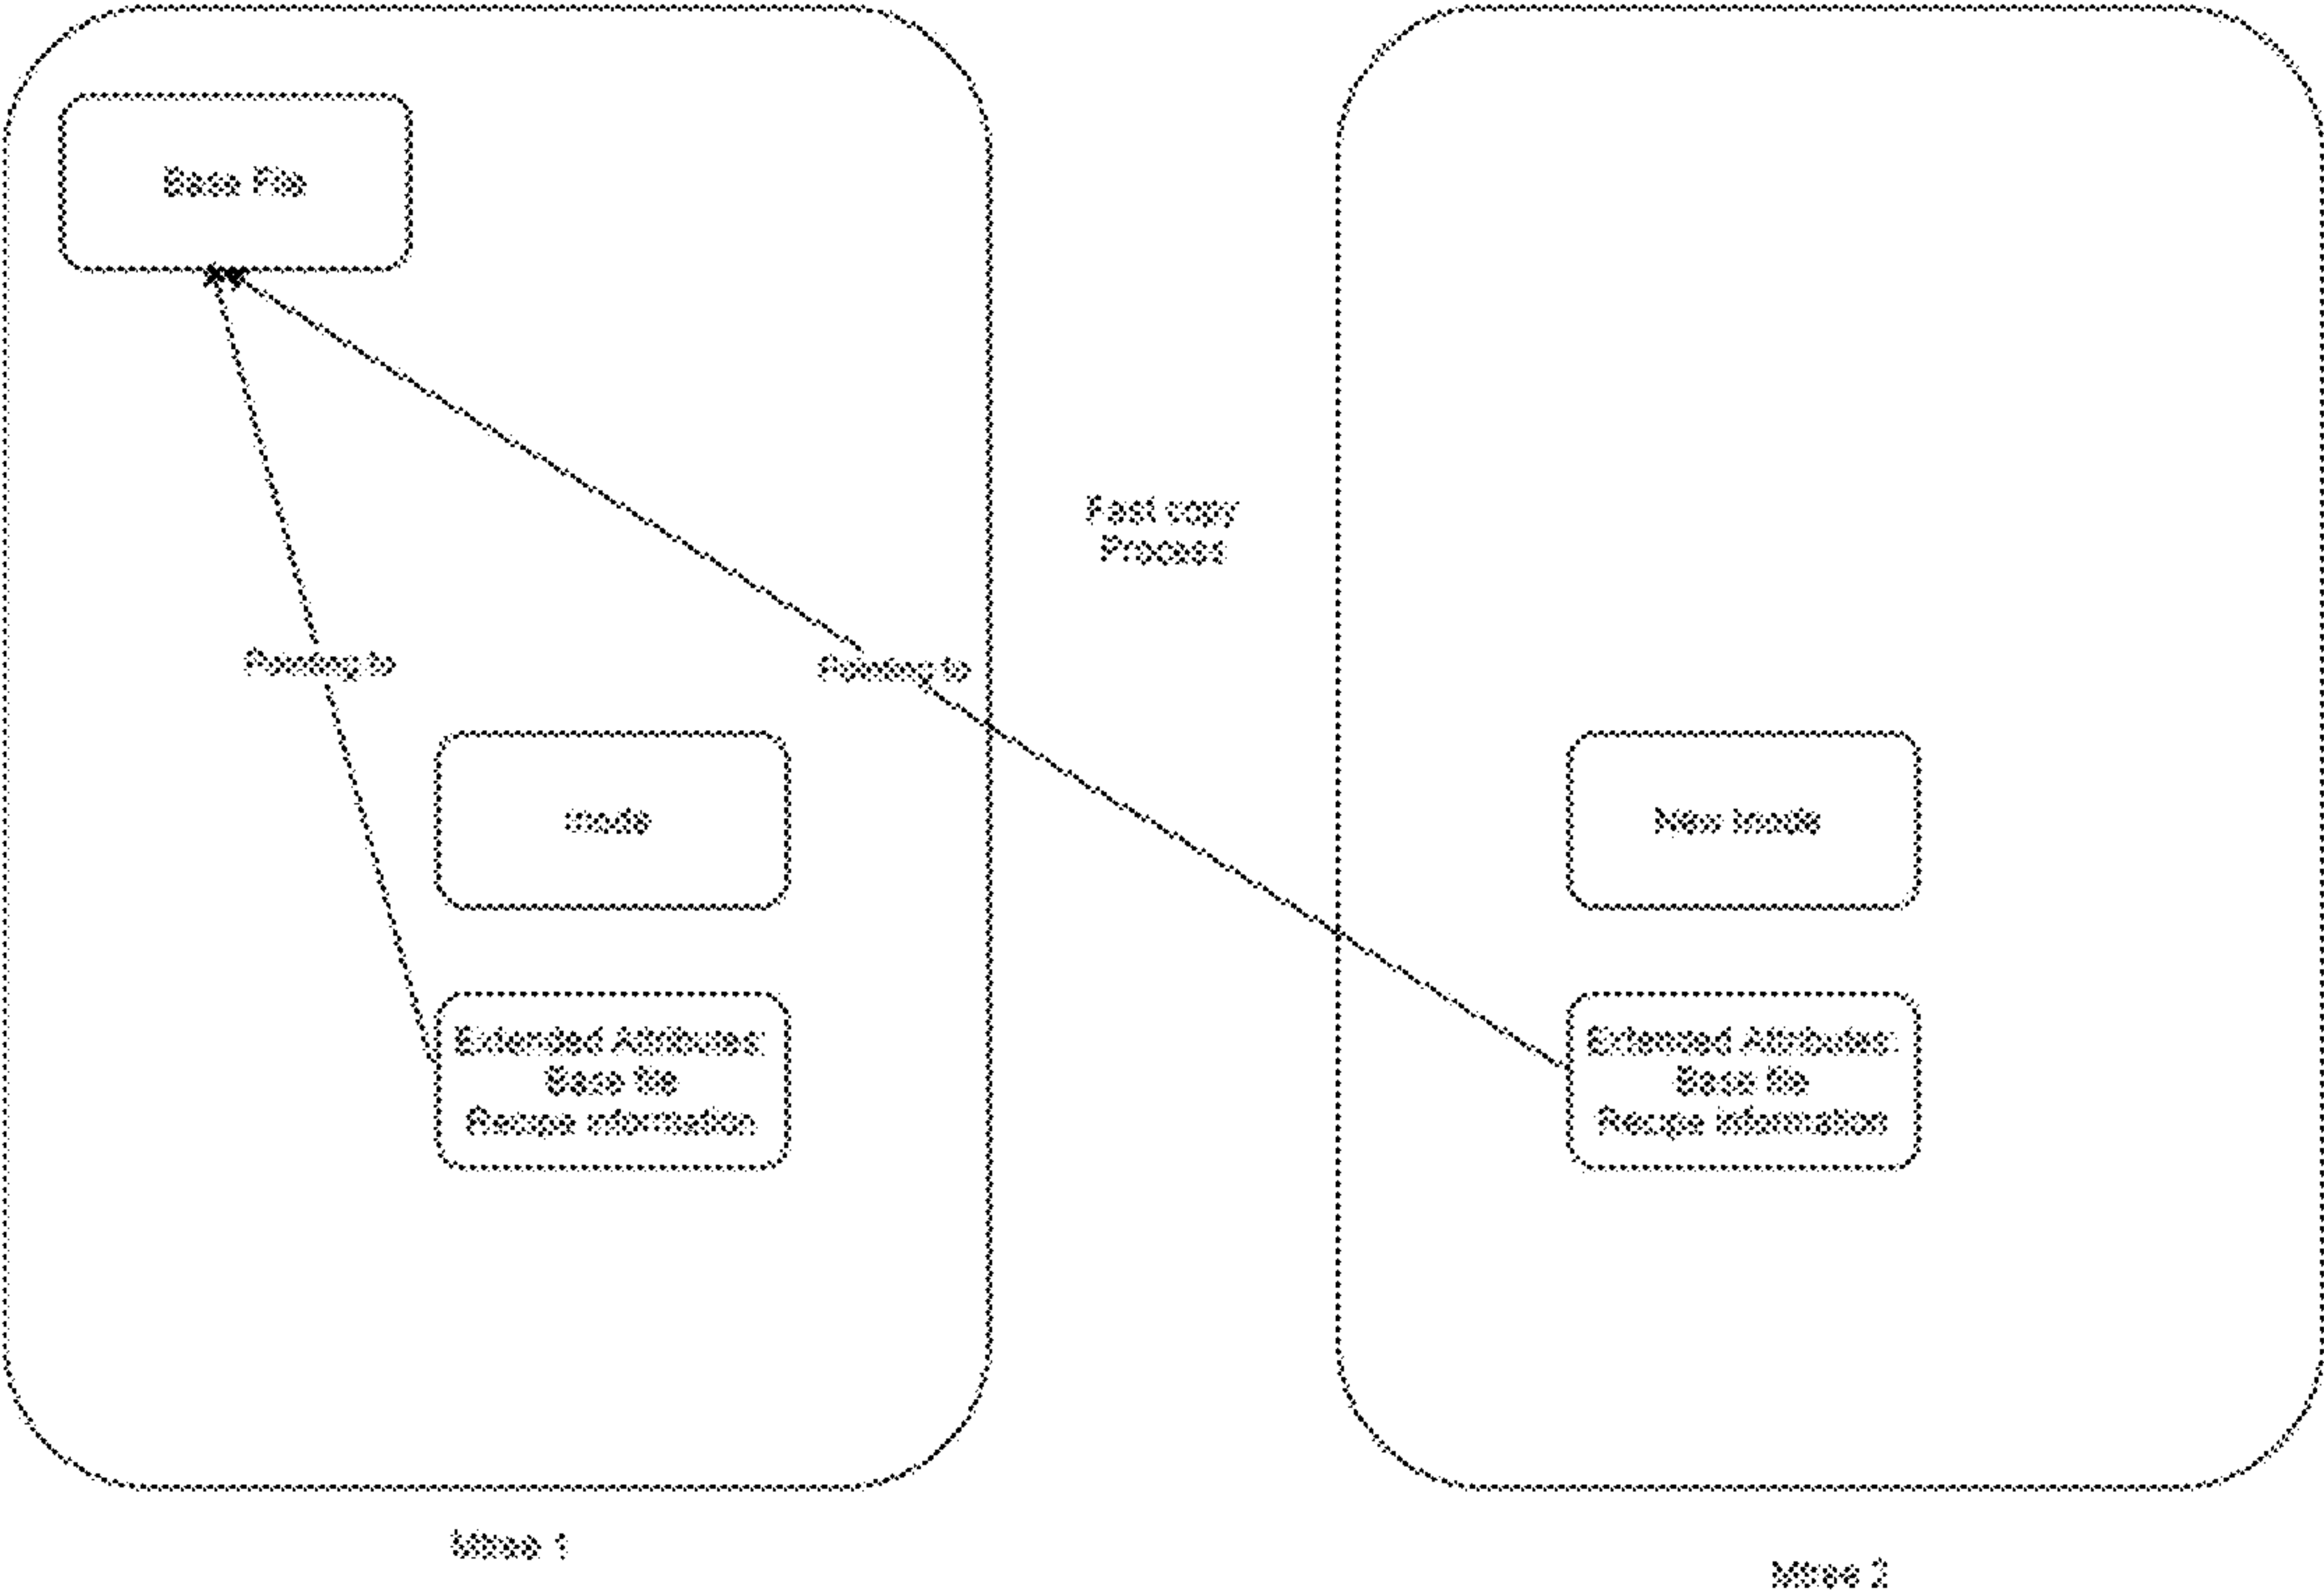 Base File
Fast copy
Process
Pointing to
Pointing to
Inode
New Inode
Extended Attributes:
Base file
Recipe information
Extended Attributes:
Base file
Recipe information
Mtree 1
Mtree 2